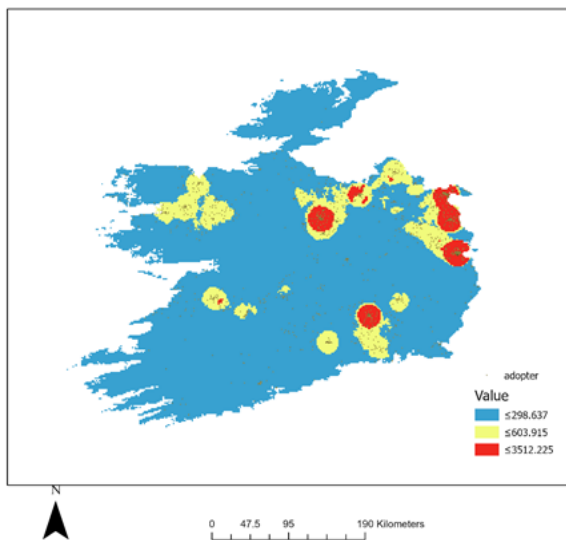 adopter
Value
≤298.637
≤603.915
≤3512.225
N
0 47.5 95 190 Kilometers